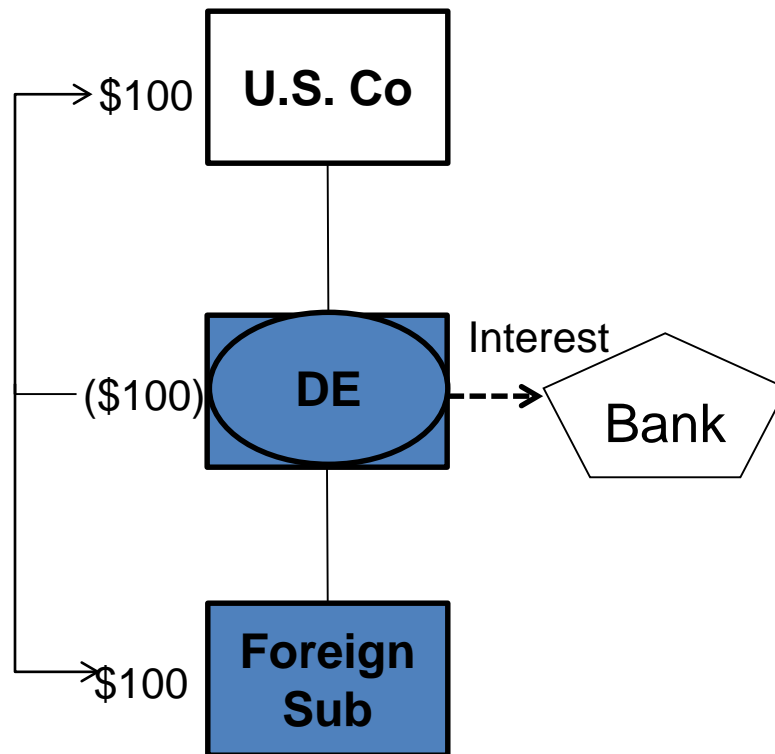 $100
U.S. Co
Interest
($100)
DE
Bank
$100
Foreign
Sub